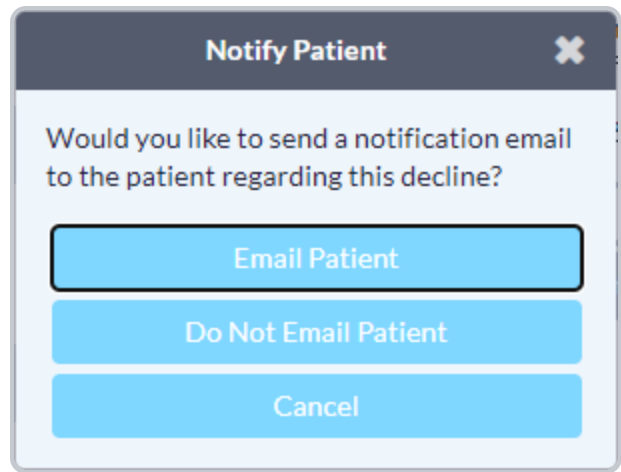 Notify Patient
Would you like to send a notification email
to the patient regarding this decline?
Email Patient
Do Not Email Patient
Cancel